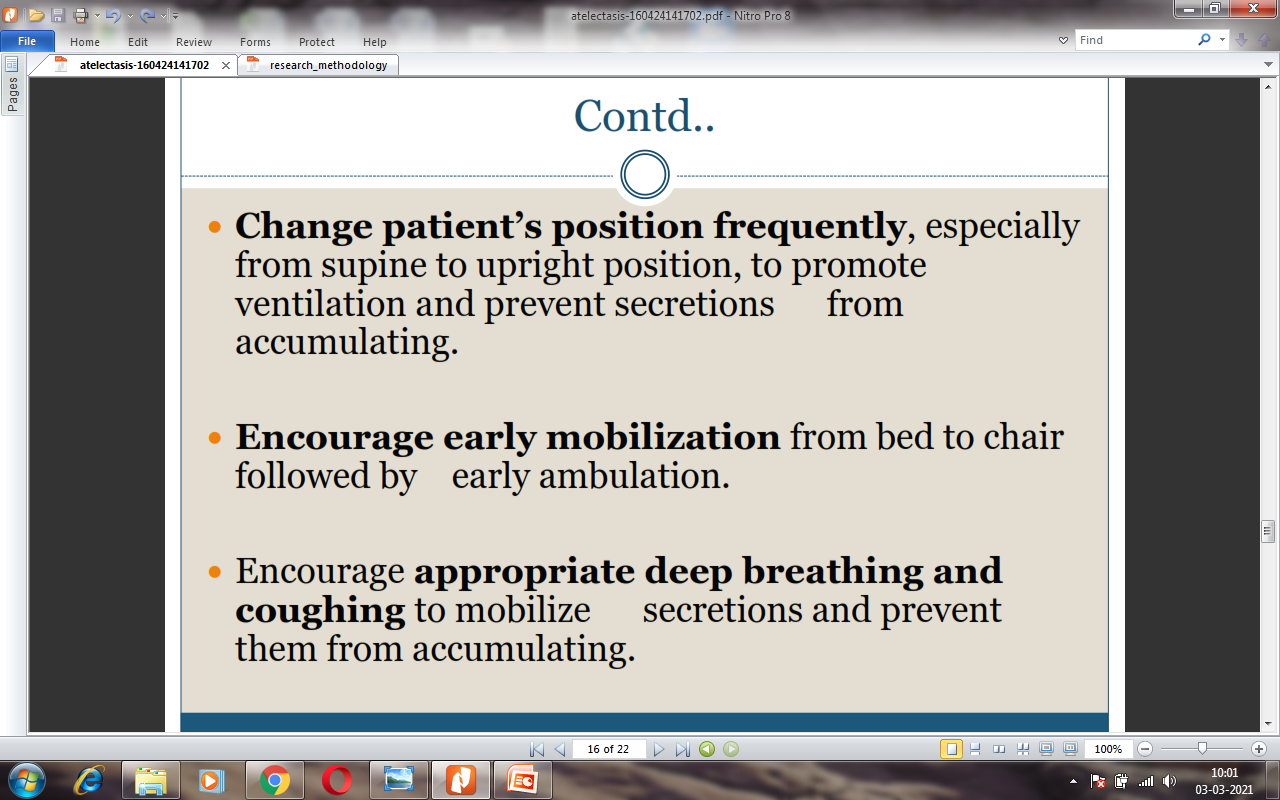 atelectasis-160424141702.pdf - Nitro Pro 8
File Home Edit Review Forms Protect Help Find
atelectasis-160424141702 research_methodology
Pages
Contd..
Change patient’s position frequently, especially
from supine to upright position, to promote
ventilation and prevent secretions from
accumulating.
Encourage early mobilization from bed to chair
followed by early ambulation.
Encourage appropriate deep breathing and
coughing to mobilize secretions and prevent
them from accumulating.
16 of 22 100%
10:01
03-03-2021